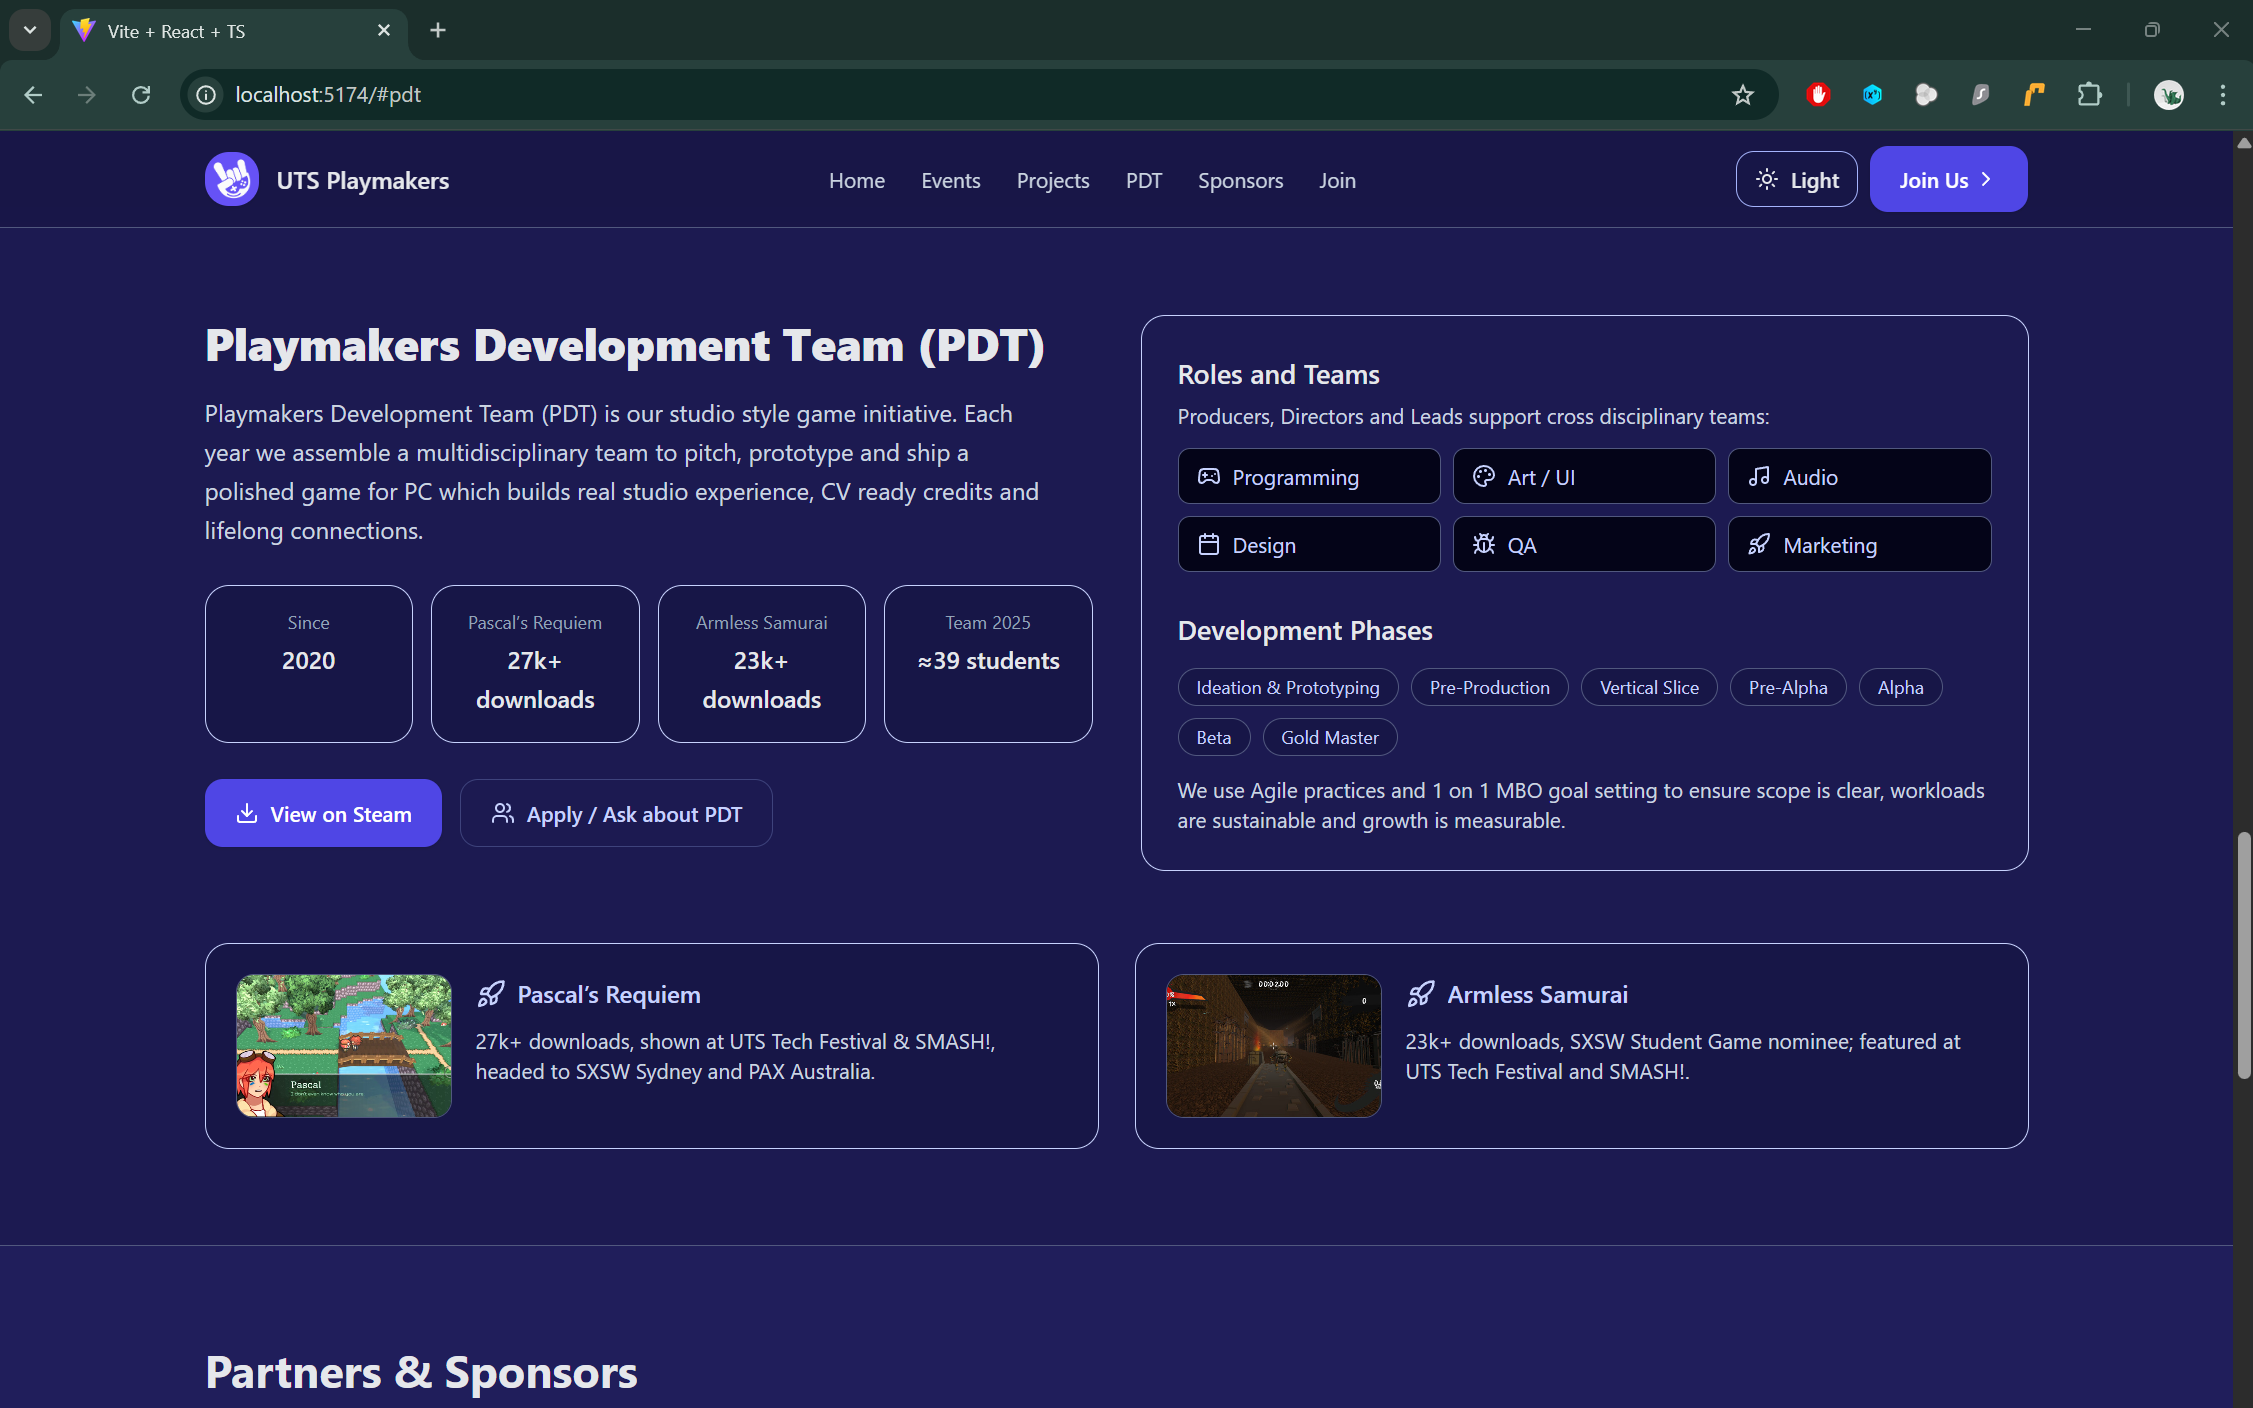 Vite + React + TS
localhost:5174/#pdt
UTS Playmakers
Home
Events
Projects
PDT
Sponsors
Join
Light
Join Us
Playmakers Development Team (PDT)
Playmakers Development Team (PDT) is our studio style game initiative. Each
year we assemble a multidisciplinary team to pitch, prototype and ship a
polished game for PC which builds real studio experience, CV ready credits and
lifelong connections.
Since
2020
Pascal’s Requiem
27k+
downloads
Armless Samurai
23k+
downloads
Team 2025
≈39 students
View on Steam
Apply / Ask about PDT
Roles and Teams
Producers, Directors and Leads support cross disciplinary teams:
Programming
Art / UI
Audio
Design
QA
Marketing
Development Phases
Ideation & Prototyping
Pre-Production
Vertical Slice
Pre-Alpha
Alpha
Beta
Gold Master
We use Agile practices and 1 on 1 MBO goal setting to ensure scope is clear, workloads
are sustainable and growth is measurable.
Pascal
Pascal’s Requiem
27k+ downloads, shown at UTS Tech Festival & SMASH!,
headed to SXSW Sydney and PAX Australia.
00:02:00
0
Armless Samurai
23k+ downloads, SXSW Student Game nominee; featured at
UTS Tech Festival and SMASH!.
Partners & Sponsors